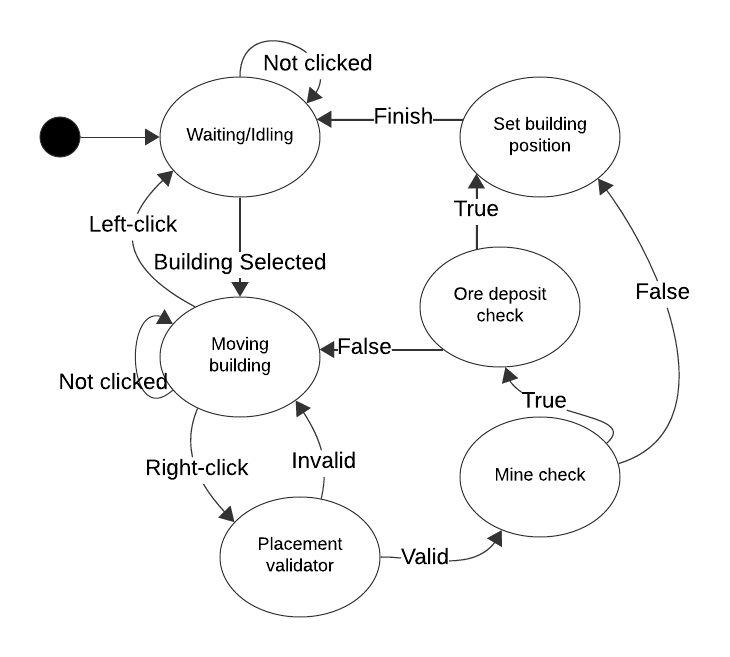 Not clicked
Waiting/Idling
Finish
Set building
position
Left-click
True
Building Selected
Ore deposit
check
False
Moving
building
False
Not clicked
True
Right-click
Invalid
Mine check
Placement
validator
Valid